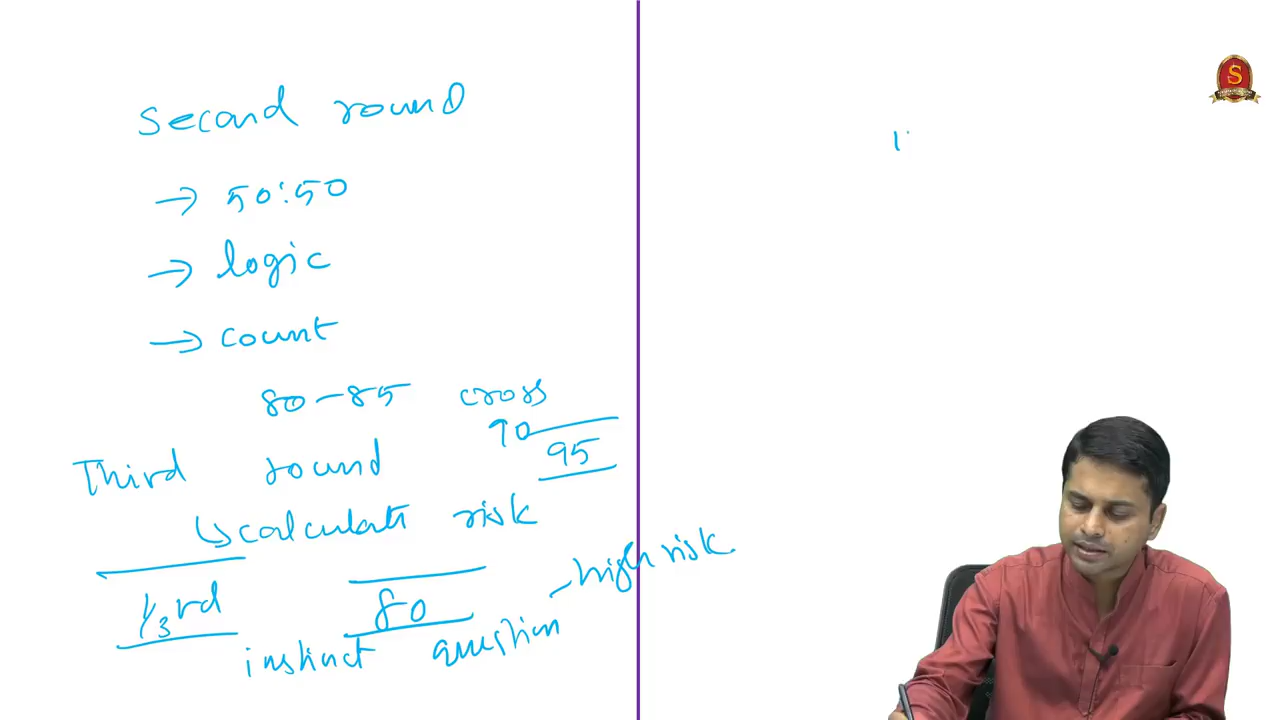 second round
→ 50:50
→ logic
→ count
80-85 cross
90
95
Third round
↳ calculate risk
1/3rd 80
instinct question - high risk
S